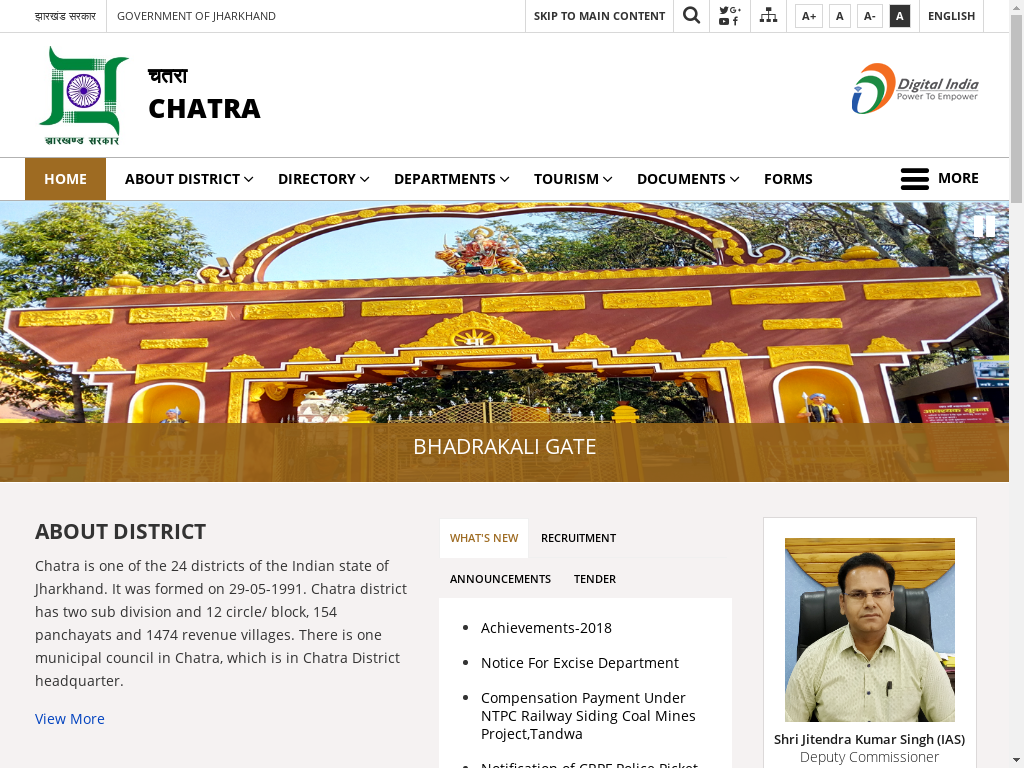 झारखंड सरकार
GOVERNMENT OF JHARKHAND
SKIP TO MAIN CONTENT
A+
A
A-
A
ENGLISH
झारखण्ड सरकार
चतरा
CHATRA
Digital India
Power To Empower
HOME
ABOUT DISTRICT
DIRECTORY
DEPARTMENTS
TOURISM
DOCUMENTS
FORMS
MORE
BHADRAKALI GATE
ABOUT DISTRICT
Chatra is one of the 24 districts of the Indian state of
Jharkhand. It was formed on 29-05-1991. Chatra district
has two sub division and 12 circle/ block, 154
panchayats and 1474 revenue villages. There is one
municipal council in Chatra, which is in Chatra District
headquarter.
View More
WHAT'S NEW
RECRUITMENT
ANNOUNCEMENTS
TENDER
Achievements-2018
Notice For Excise Department
Compensation Payment Under
NTPC Railway Siding Coal Mines
Project,Tandwa
Notification of CRPF Police Picket
Shri Jitendra Kumar Singh (IAS)
Deputy Commissioner